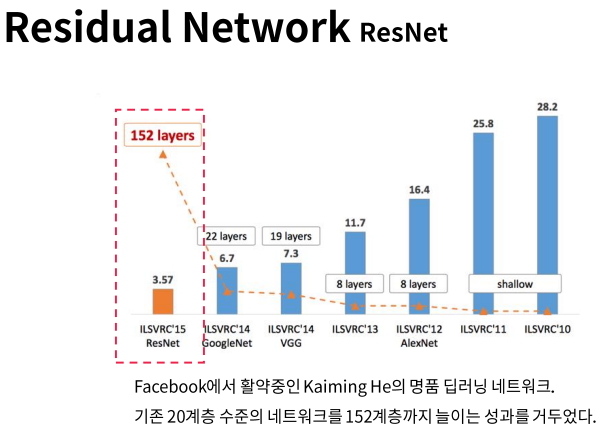 Residual Network ResNet
28.2
25.8
152 layers
16.4
11.7
22 layers
19 layers
6.7
7.3
8 layers
8 layers
shallow
3.57
ILSVRC'15
ResNet
ILSVRC'14
GoogleNet
ILSVRC'14
VGG
ILSVRC'13
ILSVRC'12
AlexNet
ILSVRC'11
ILSVRC'10
Facebook에서 활약중인 Kaiming He의 명품 딥러닝 네트워크.
기존 20계층 수준의 네트워크를 152계층까지 늘이는 성과를 거두었다.